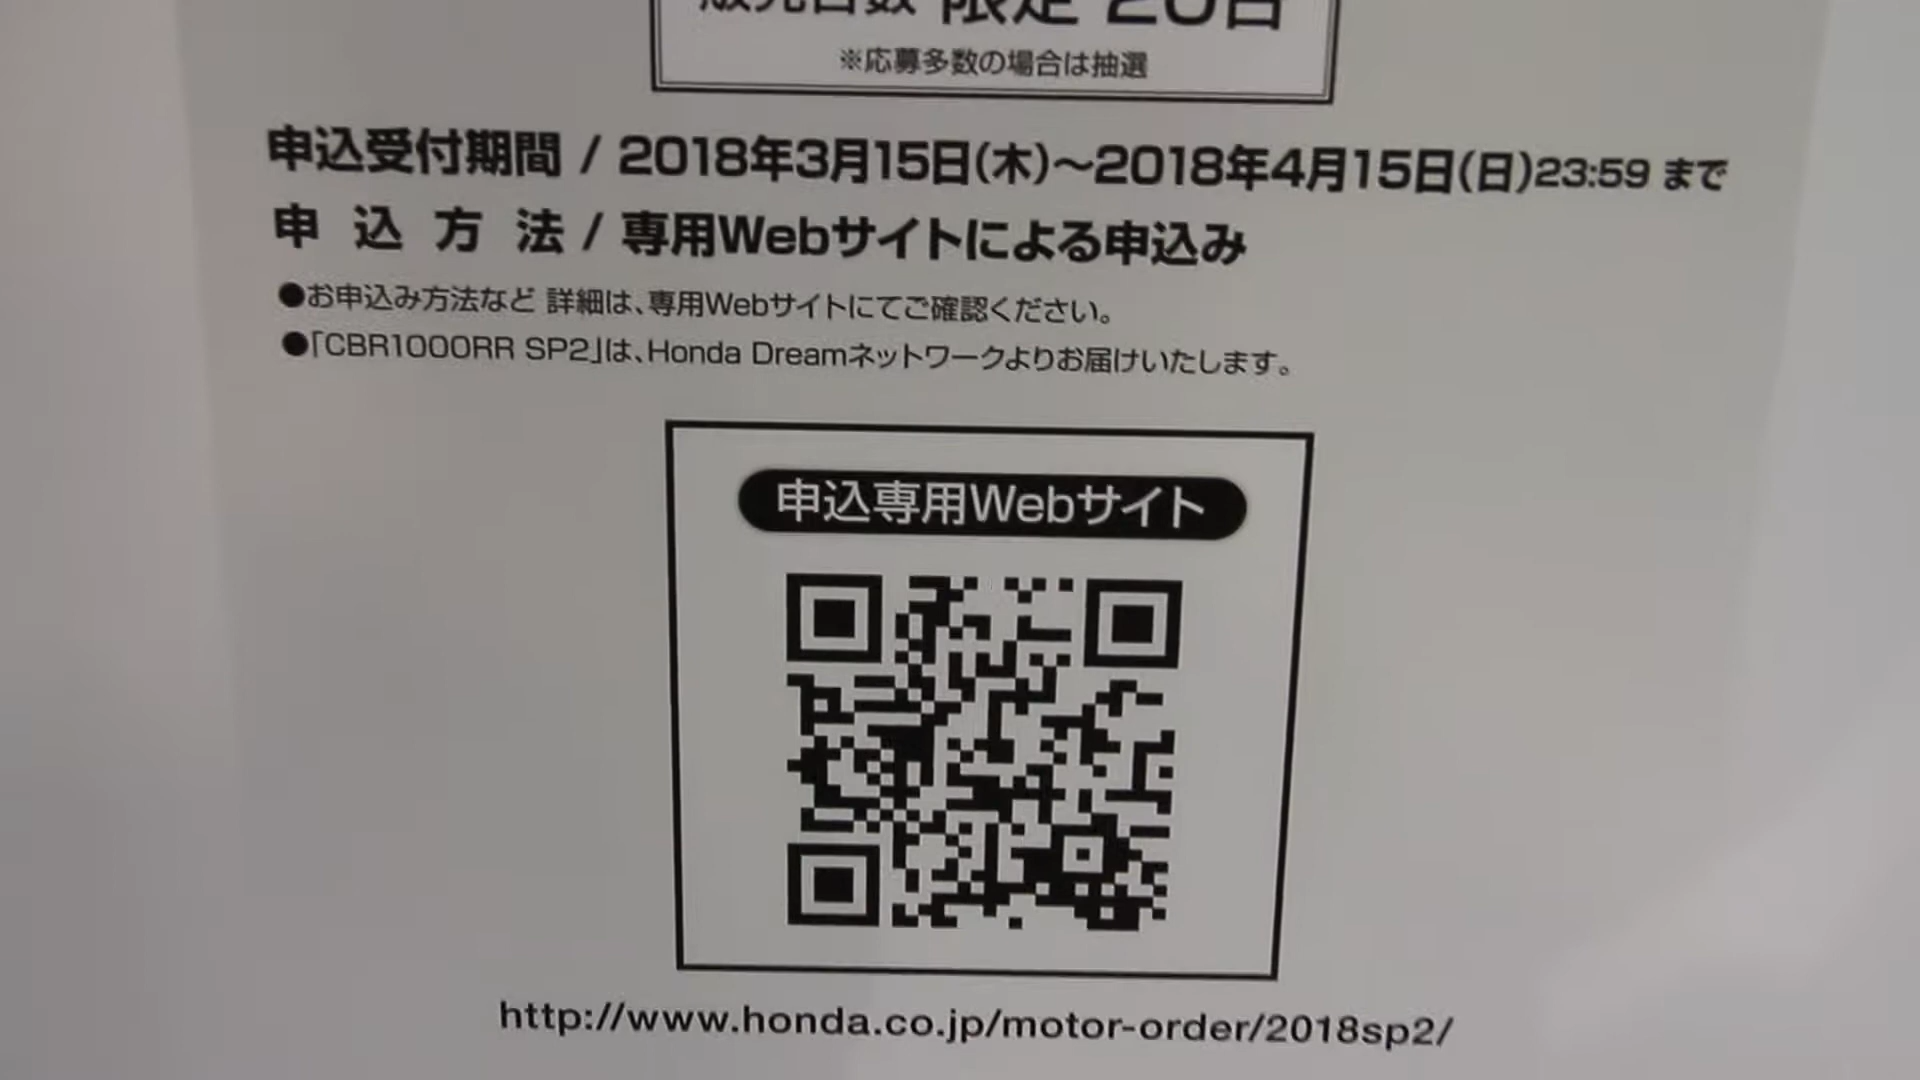 限定 20台
※応募多数の場合は抽選
申込受付期間 / 2018年3月15日(木)～2018年4月15日(日)23:59 まで
申込方法 / 専用Webサイトによる申込み
●お申込み方法など 詳細は、専用Webサイトにてご確認ください。
●「CBR1000RR SP2」は、Honda Dreamネットワークよりお届けいたします。
申込専用Webサイト
http://www.honda.co.jp/motor-order/2018sp2/